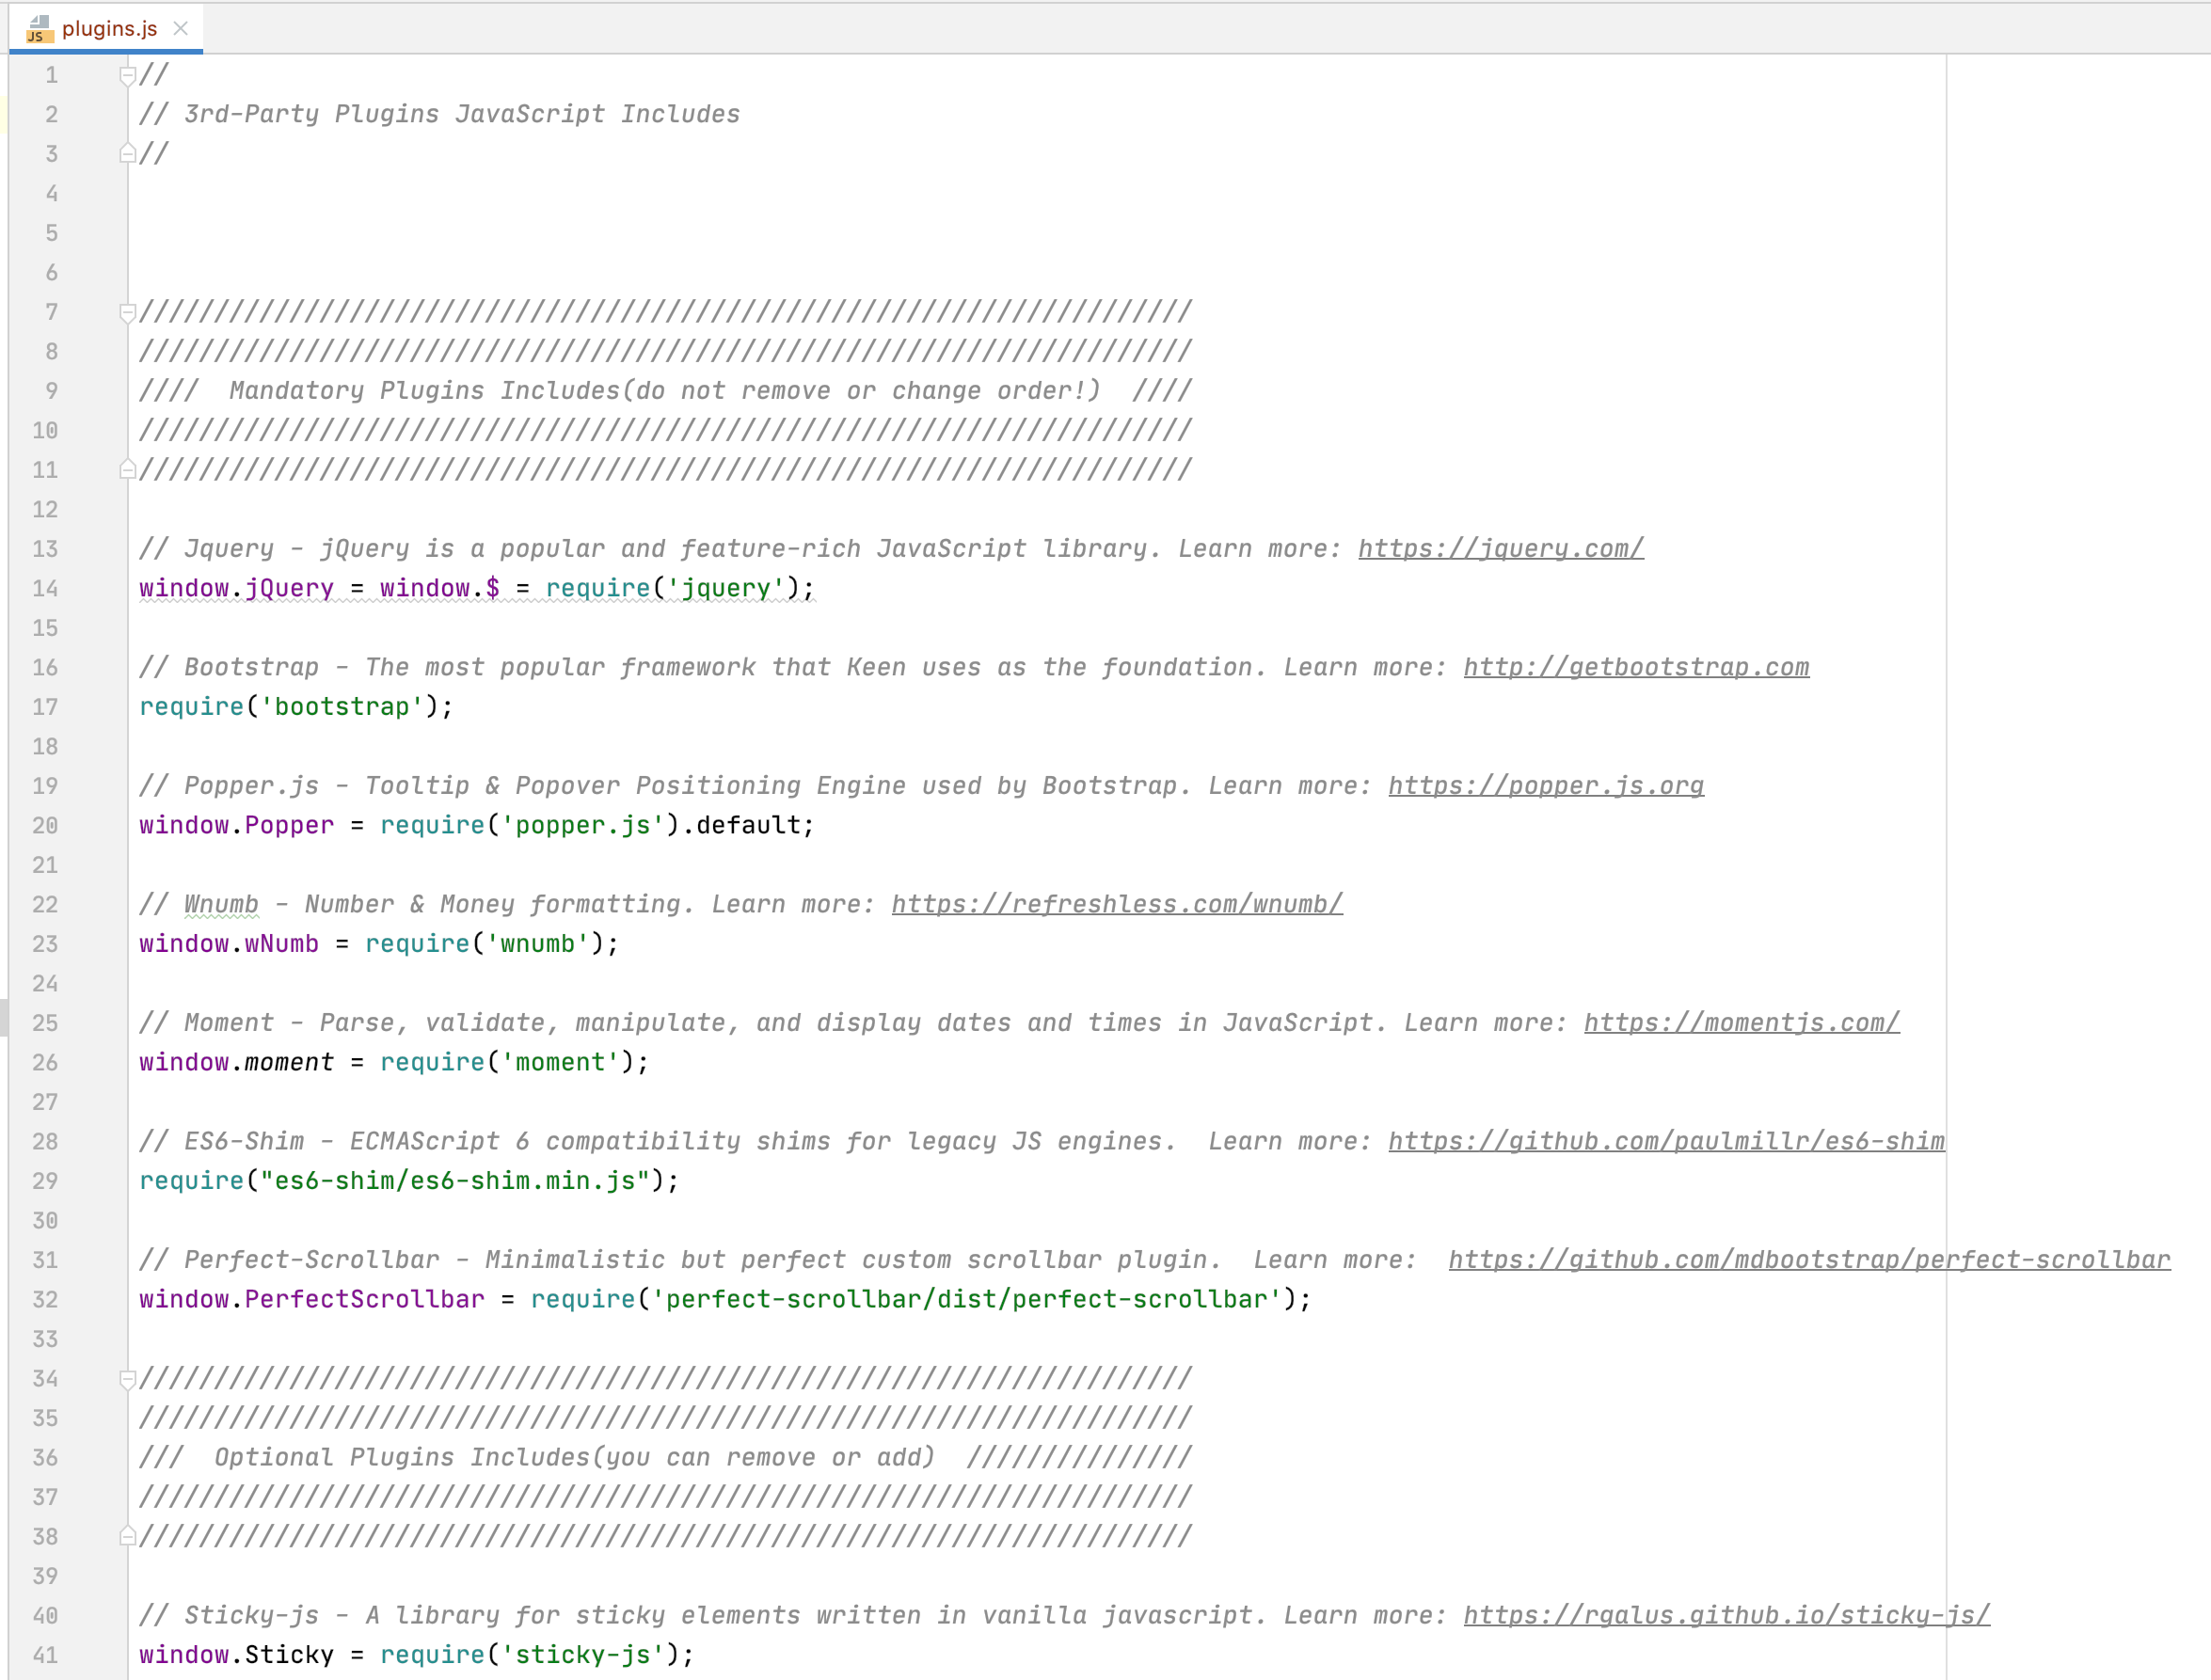 JS plugins.js
1 //
2 // 3rd-Party Plugins JavaScript Includes
3 //
4
5
6
7 //////////////////////////////////////////////////////////////////////
8 //////////////////////////////////////////////////////////////////////
9 ////  Mandatory Plugins Includes(do not remove or change order!)  ////
10 //////////////////////////////////////////////////////////////////////
11 //////////////////////////////////////////////////////////////////////
12
13 // Jquery - jQuery is a popular and feature-rich JavaScript library. Learn more: https://jquery.com/
14 window.jQuery = window.$ = require('jquery');
15
16 // Bootstrap - The most popular framework that Keen uses as the foundation. Learn more: http://getbootstrap.com
17 require('bootstrap');
18
19 // Popper.js - Tooltip & Popover Positioning Engine used by Bootstrap. Learn more: https://popper.js.org
20 window.Popper = require('popper.js').default;
21
22 // Wnumb - Number & Money formatting. Learn more: https://refreshless.com/wnumb/
23 window.wNumb = require('wnumb');
24
25 // Moment - Parse, validate, manipulate, and display dates and times in JavaScript. Learn more: https://momentjs.com/
26 window.moment = require('moment');
27
28 // ES6-Shim - ECMAScript 6 compatibility shims for legacy JS engines.  Learn more: https://github.com/paulmillr/es6-shim
29 require("es6-shim/es6-shim.min.js");
30
31 // Perfect-Scrollbar - Minimalistic but perfect custom scrollbar plugin.  Learn more:  https://github.com/mdbootstrap/perfect-scrollbar
32 window.PerfectScrollbar = require('perfect-scrollbar/dist/perfect-scrollbar');
33
34 //////////////////////////////////////////////////////////////////////
35 //////////////////////////////////////////////////////////////////////
36 ///  Optional Plugins Includes(you can remove or add)  ///////////////
37 //////////////////////////////////////////////////////////////////////
38 //////////////////////////////////////////////////////////////////////
39
40 // Sticky-js - A library for sticky elements written in vanilla javascript. Learn more: https://rgalus.github.io/sticky-js/
41 window.Sticky = require('sticky-js');